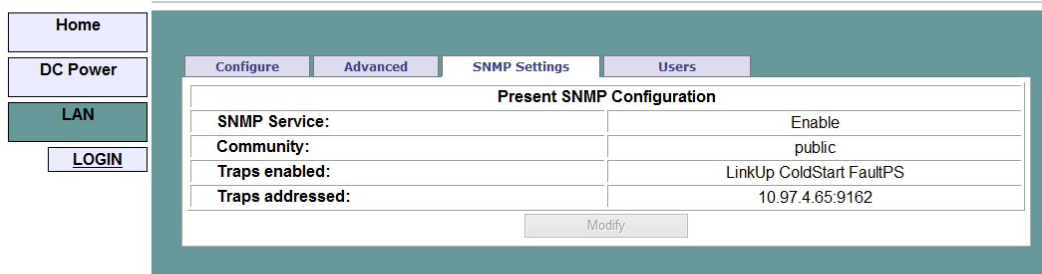 Home
DC Power
LAN
LOGIN
Configure Advanced SNMP Settings Users
Present SNMP Configuration
SNMP Service: Enable
Community: public
Traps enabled: LinkUp ColdStart FaultPS
Traps addressed: 10.97.4.65:9162
Modify